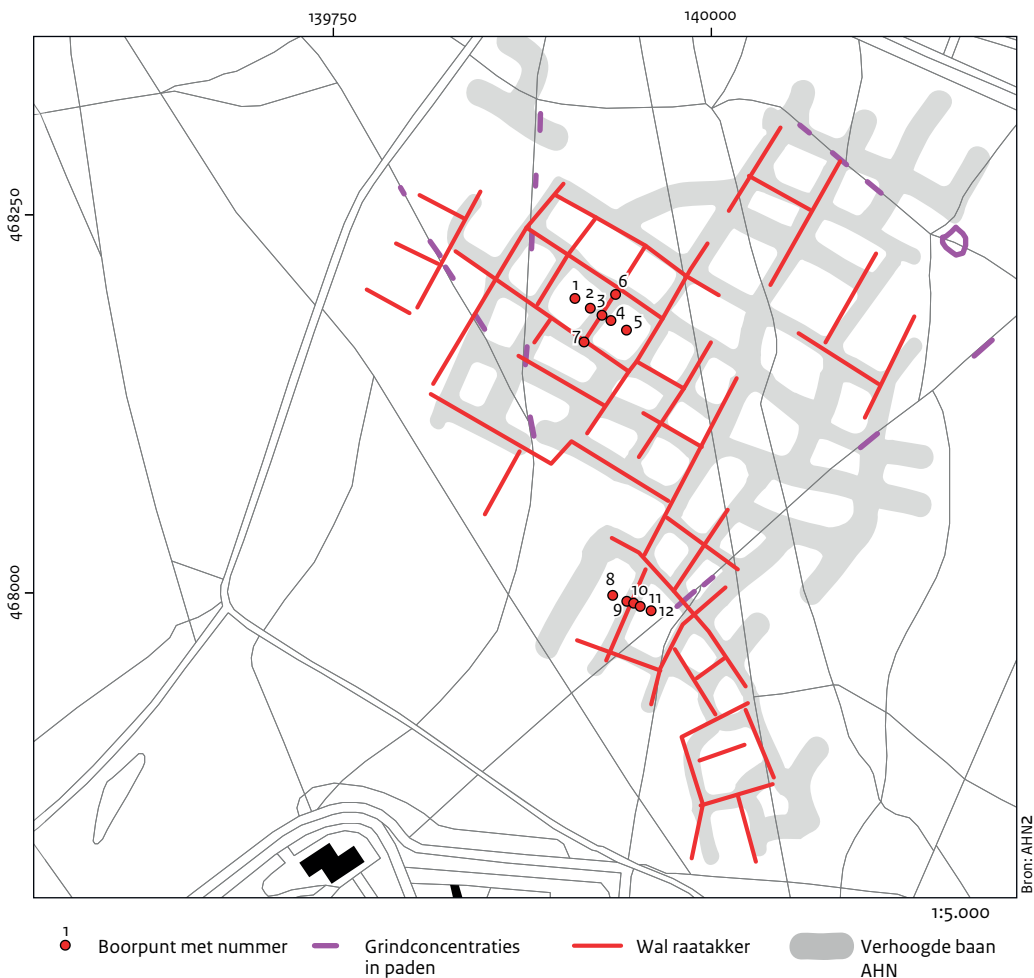 139750
140000
468250
468000
1
2
3
4
5
6
7
8
9
10
11
12
Bron: AHN2
1:5.000
1
Boorpunt met nummer
Grindconcentraties
in paden
Wal raatakker
Verhoogde baan
AHN